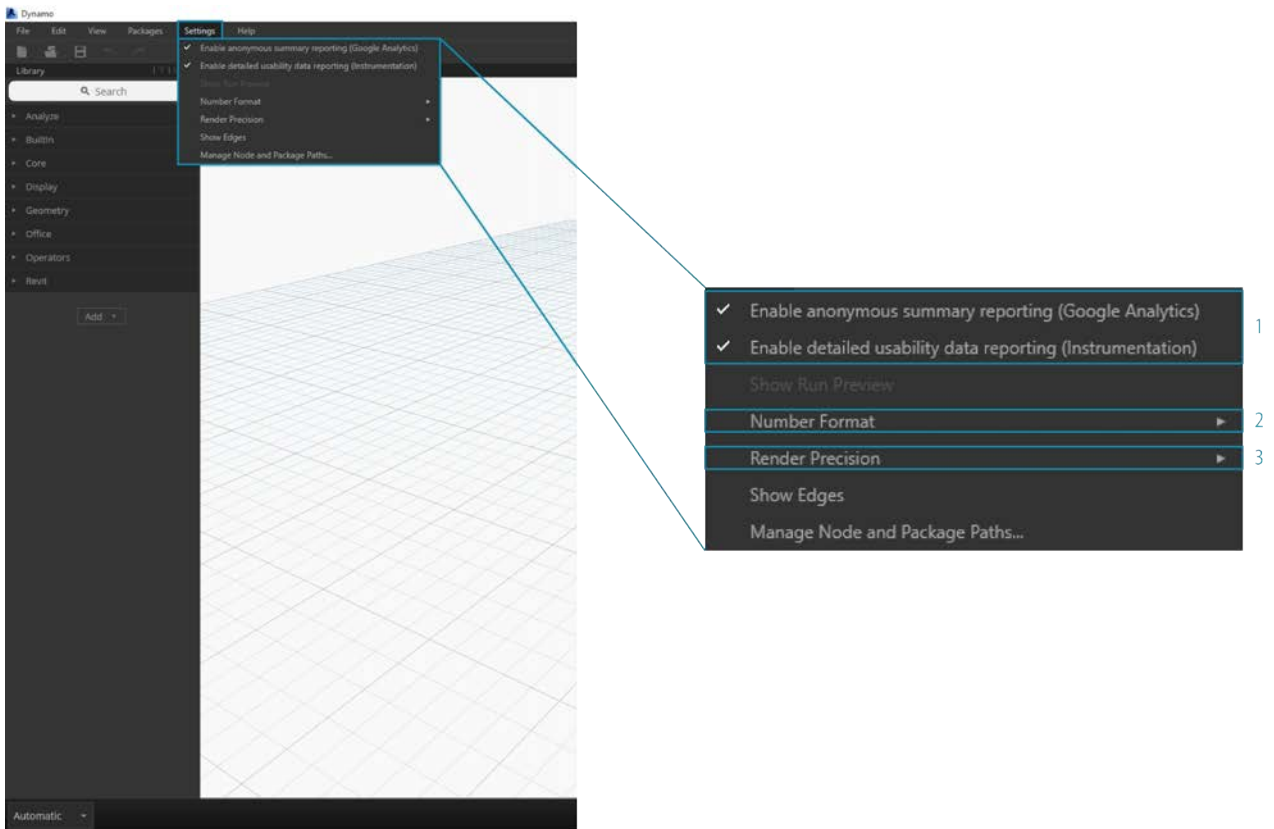 Dynamo
File Edit View Packages Settings Help
Enable anonymous summary reporting (Google Analytics)
Enable detailed usability data reporting (Instrumentation)
Show Run Preview
Number Format
Render Precision
Show Edges
Manage Node and Package Paths...
Library
Search
Analyze
BuiltIn
Core
Display
Geometry
Office
Operators
Revit
Add
Automatic
Enable anonymous summary reporting (Google Analytics)
Enable detailed usability data reporting (Instrumentation)
1
Show Run Preview
Number Format 2
Render Precision 3
Show Edges
Manage Node and Package Paths...